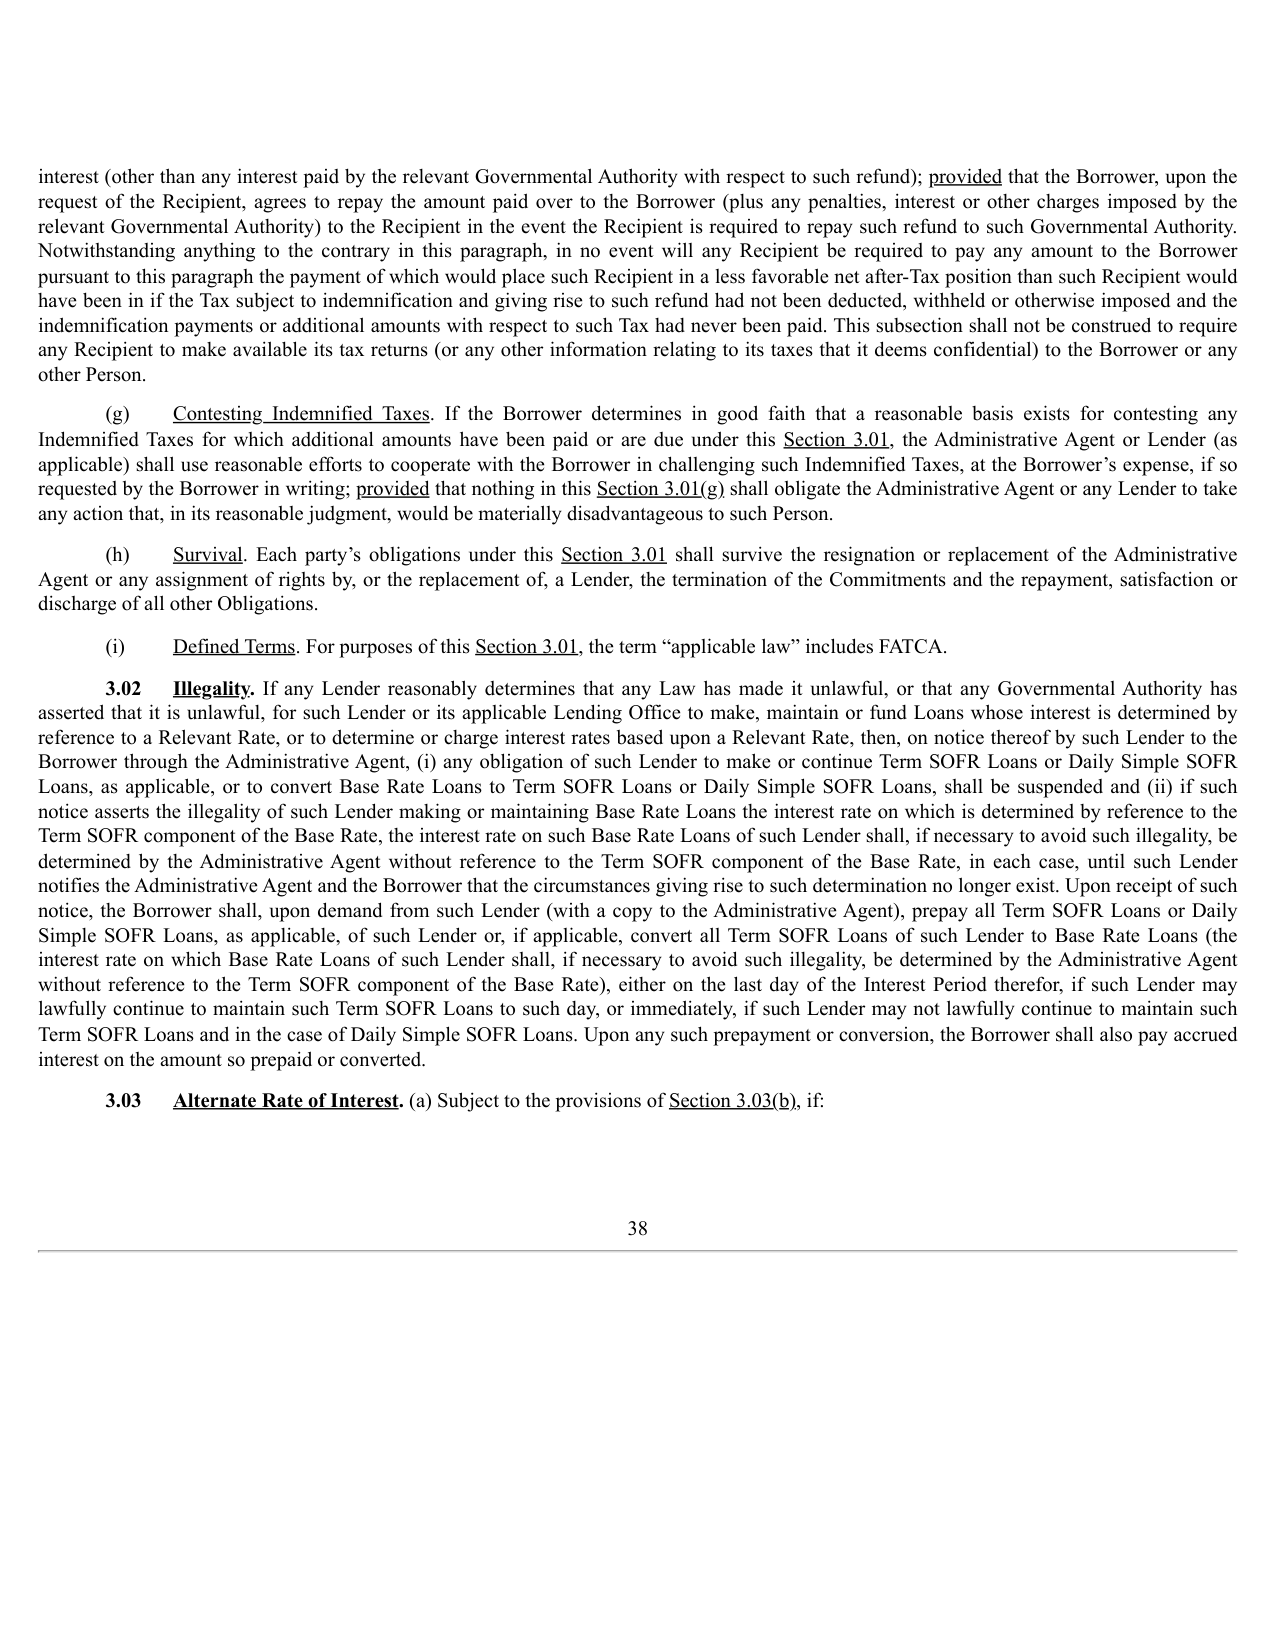 interest (other than any interest paid by the relevant Governmental Authority with respect to such refund); provided that the Borrower, upon the
request of the Recipient, agrees to repay the amount paid over to the Borrower (plus any penalties, interest or other charges imposed by the
relevant Governmental Authority) to the Recipient in the event the Recipient is required to repay such refund to such Governmental Authority.
Notwithstanding anything to the contrary in this paragraph, in no event will any Recipient be required to pay any amount to the Borrower
pursuant to this paragraph the payment of which would place such Recipient in a less favorable net after-Tax position than such Recipient would
have been in if the Tax subject to indemnification and giving rise to such refund had not been deducted, withheld or otherwise imposed and the
indemnification payments or additional amounts with respect to such Tax had never been paid. This subsection shall not be construed to require
any Recipient to make available its tax returns (or any other information relating to its taxes that it deems confidential) to the Borrower or any
other Person.
(g) Contesting Indemnified Taxes. If the Borrower determines in good faith that a reasonable basis exists for contesting any
Indemnified Taxes for which additional amounts have been paid or are due under this Section 3.01, the Administrative Agent or Lender (as
applicable) shall use reasonable efforts to cooperate with the Borrower in challenging such Indemnified Taxes, at the Borrower’s expense, if so
requested by the Borrower in writing; provided that nothing in this Section 3.01(g) shall obligate the Administrative Agent or any Lender to take
any action that, in its reasonable judgment, would be materially disadvantageous to such Person.
(h) Survival. Each party’s obligations under this Section 3.01 shall survive the resignation or replacement of the Administrative
Agent or any assignment of rights by, or the replacement of, a Lender, the termination of the Commitments and the repayment, satisfaction or
discharge of all other Obligations.
(i) Defined Terms. For purposes of this Section 3.01, the term “applicable law” includes FATCA.
3.02 Illegality. If any Lender reasonably determines that any Law has made it unlawful, or that any Governmental Authority has
asserted that it is unlawful, for such Lender or its applicable Lending Office to make, maintain or fund Loans whose interest is determined by
reference to a Relevant Rate, or to determine or charge interest rates based upon a Relevant Rate, then, on notice thereof by such Lender to the
Borrower through the Administrative Agent, (i) any obligation of such Lender to make or continue Term SOFR Loans or Daily Simple SOFR
Loans, as applicable, or to convert Base Rate Loans to Term SOFR Loans or Daily Simple SOFR Loans, shall be suspended and (ii) if such
notice asserts the illegality of such Lender making or maintaining Base Rate Loans the interest rate on which is determined by reference to the
Term SOFR component of the Base Rate, the interest rate on such Base Rate Loans of such Lender shall, if necessary to avoid such illegality, be
determined by the Administrative Agent without reference to the Term SOFR component of the Base Rate, in each case, until such Lender
notifies the Administrative Agent and the Borrower that the circumstances giving rise to such determination no longer exist. Upon receipt of such
notice, the Borrower shall, upon demand from such Lender (with a copy to the Administrative Agent), prepay all Term SOFR Loans or Daily
Simple SOFR Loans, as applicable, of such Lender or, if applicable, convert all Term SOFR Loans of such Lender to Base Rate Loans (the
interest rate on which Base Rate Loans of such Lender shall, if necessary to avoid such illegality, be determined by the Administrative Agent
without reference to the Term SOFR component of the Base Rate), either on the last day of the Interest Period therefor, if such Lender may
lawfully continue to maintain such Term SOFR Loans to such day, or immediately, if such Lender may not lawfully continue to maintain such
Term SOFR Loans and in the case of Daily Simple SOFR Loans. Upon any such prepayment or conversion, the Borrower shall also pay accrued
interest on the amount so prepaid or converted.
3.03 Alternate Rate of Interest. (a) Subject to the provisions of Section 3.03(b), if:
38